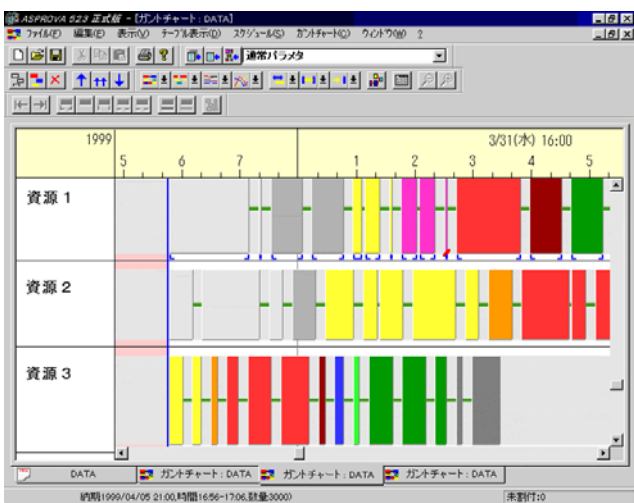 ASPROVA 523 正式版 - [ガントチャート : DATA]
ファイル(F) 編集(E) 表示(V) テーブル表示(D) スケジュール(S) ガントチャート(C) ウインドウ(W) ?
通常パラメタ
1999 3/31(水) 16:00
5 6 7 1 2 3 4 5
資源 1
資源 2
資源 3
DATA ガントチャート : DATA ガントチャート : DATA ガントチャート : DATA
納期1999/04/05 21:00,時間16:56-17:06,数量3000) 未割付:0